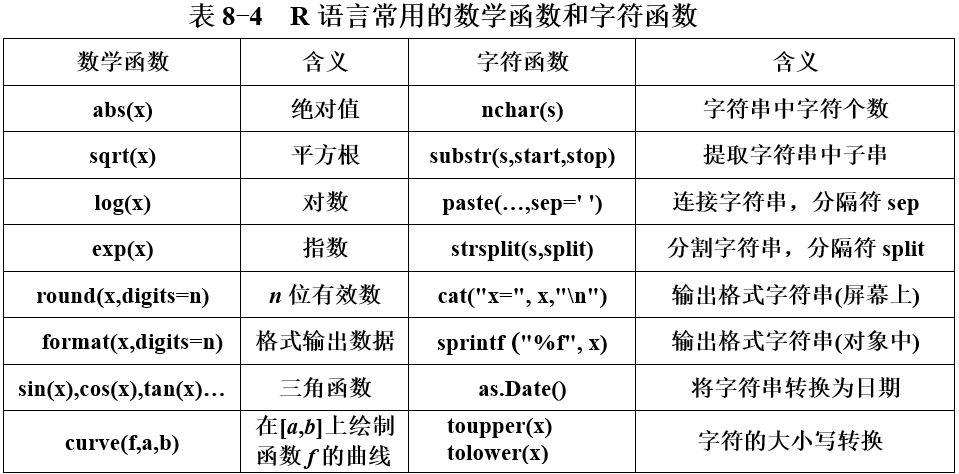 表 8-4 R 语言常用的数学函数和字符函数
数学函数 含义 字符函数 含义
abs(x) 绝对值 nchar(s) 字符串中字符个数
sqrt(x) 平方根 substr(s,start,stop) 提取字符串中子串
log(x) 对数 paste(…,sep=' ') 连接字符串，分隔符 sep
exp(x) 指数 strsplit(s,split) 分割字符串，分隔符 split
round(x,digits=n) n 位有效数 cat("x=", x,"\n") 输出格式字符串(屏幕上)
format(x,digits=n) 格式输出数据 sprintf ("%f", x) 输出格式字符串(对象中)
sin(x),cos(x),tan(x)… 三角函数 as.Date() 将字符串转换为日期
curve(f,a,b) 在[a,b]上绘制
函数 f 的曲线
toupper(x)
tolower(x)
字符的大小写转换